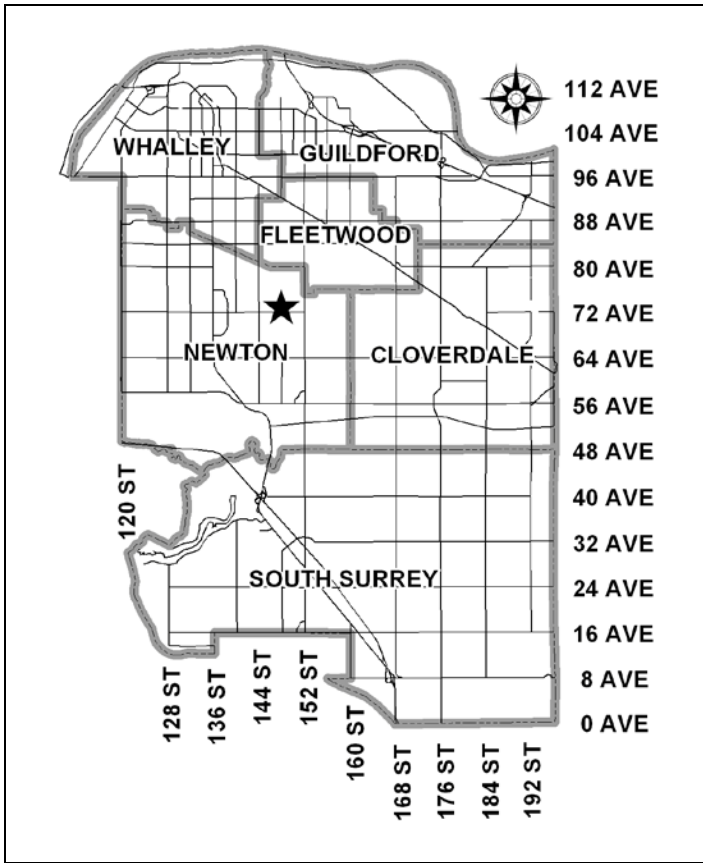 112 AVE
104 AVE
WHALLEY
GUILDFORD
96 AVE
88 AVE
FLEETWOOD
80 AVE
72 AVE
NEWTON
CLOVERDALE
64 AVE
56 AVE
48 AVE
120 ST
40 AVE
32 AVE
SOUTH SURREY
24 AVE
16 AVE
8 AVE
0 AVE
128 ST
136 ST
144 ST
152 ST
160 ST
168 ST
176 ST
184 ST
192 ST